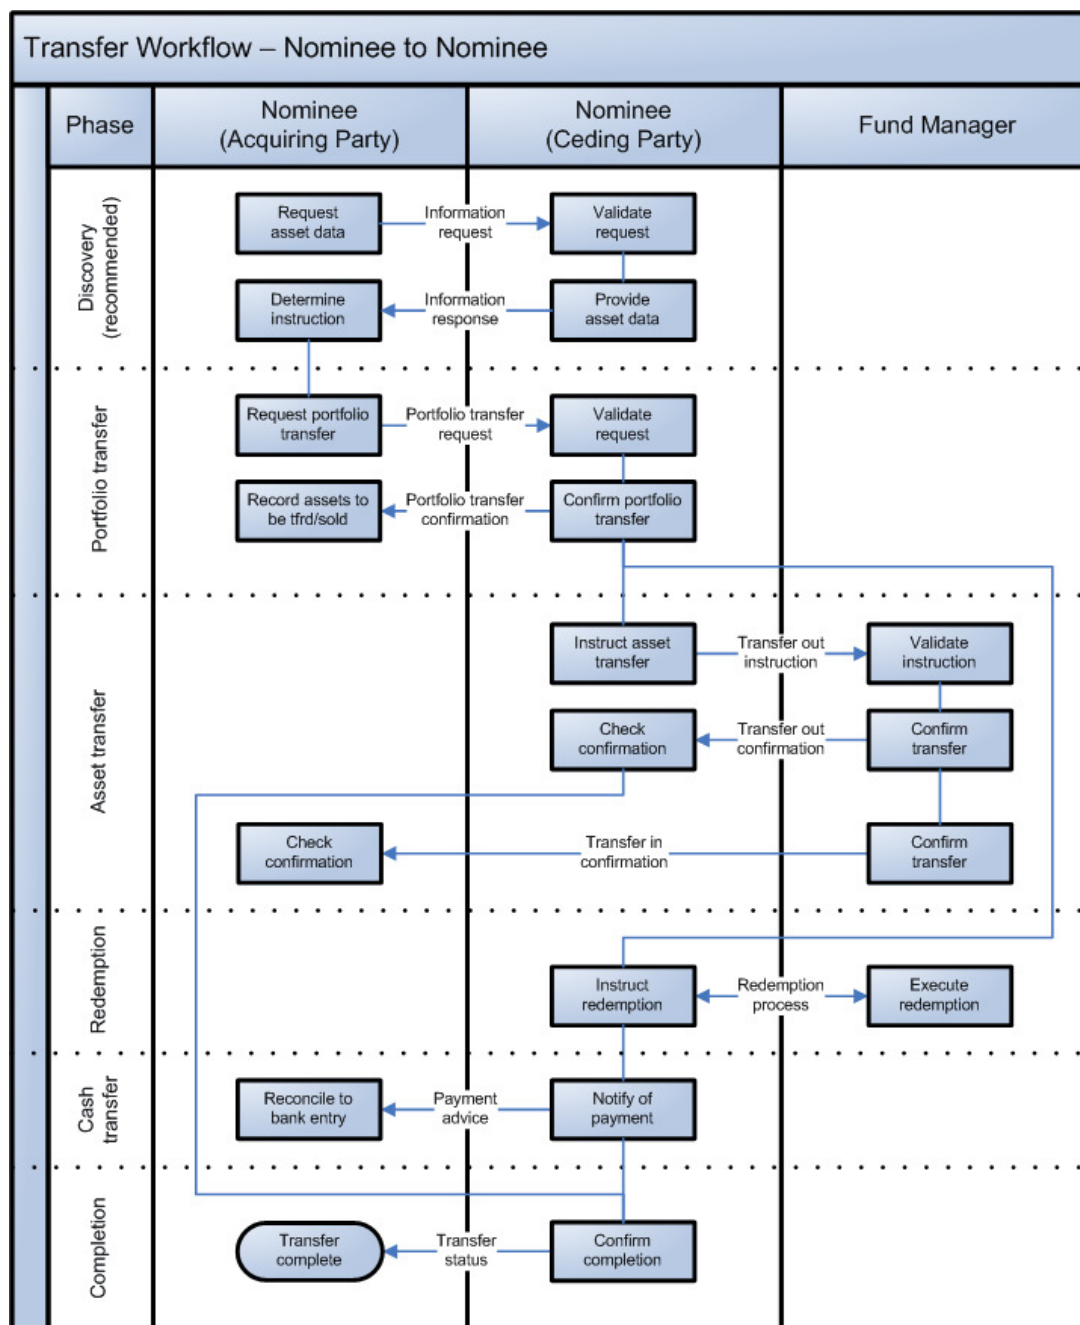 Transfer Workflow – Nominee to Nominee
Phase
Nominee
(Acquiring Party)
Nominee
(Ceding Party)
Fund Manager
Discovery
(recommended)
Request
asset data
Information
request
Validate
request
Determine
instruction
Information
response
Provide
asset data
Portfolio transfer
Request portfolio
transfer
Portfolio transfer
request
Validate
request
Record assets to
be tfrd/sold
Portfolio transfer
confirmation
Confirm portfolio
transfer
Asset transfer
Instruct asset
transfer
Transfer out
instruction
Validate
instruction
Check
confirmation
Transfer out
confirmation
Confirm
transfer
Check
confirmation
Transfer in
confirmation
Confirm
transfer
Redemption
Instruct
redemption
Redemption
process
Execute
redemption
Cash
transfer
Reconcile to
bank entry
Payment
advice
Notify of
payment
Completion
Transfer
complete
Transfer
status
Confirm
completion